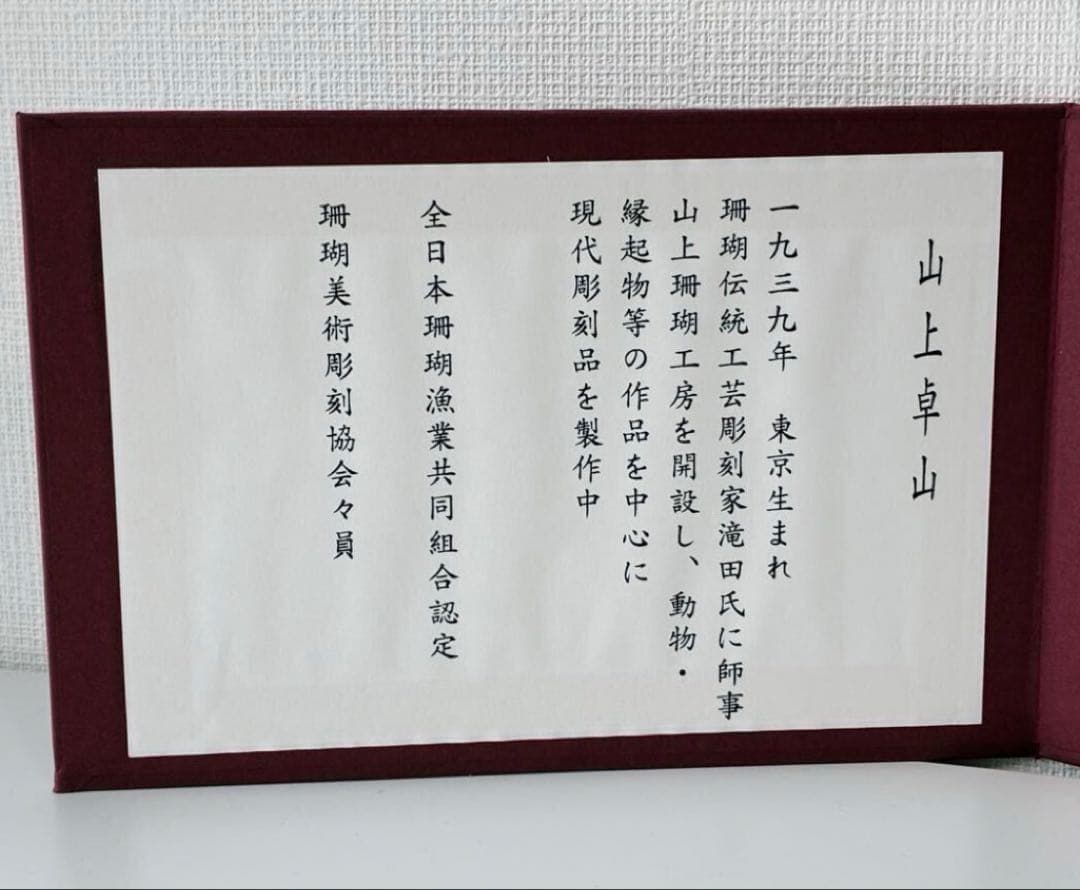 山上卓山
一九三九年　東京生まれ
珊瑚伝統工芸彫刻家滝田氏に師事
山上珊瑚工房を開設し、動物・
縁起物等の作品を中心に
現代彫刻品を製作中
全日本珊瑚漁業共同組合認定
珊瑚美術彫刻協会々員